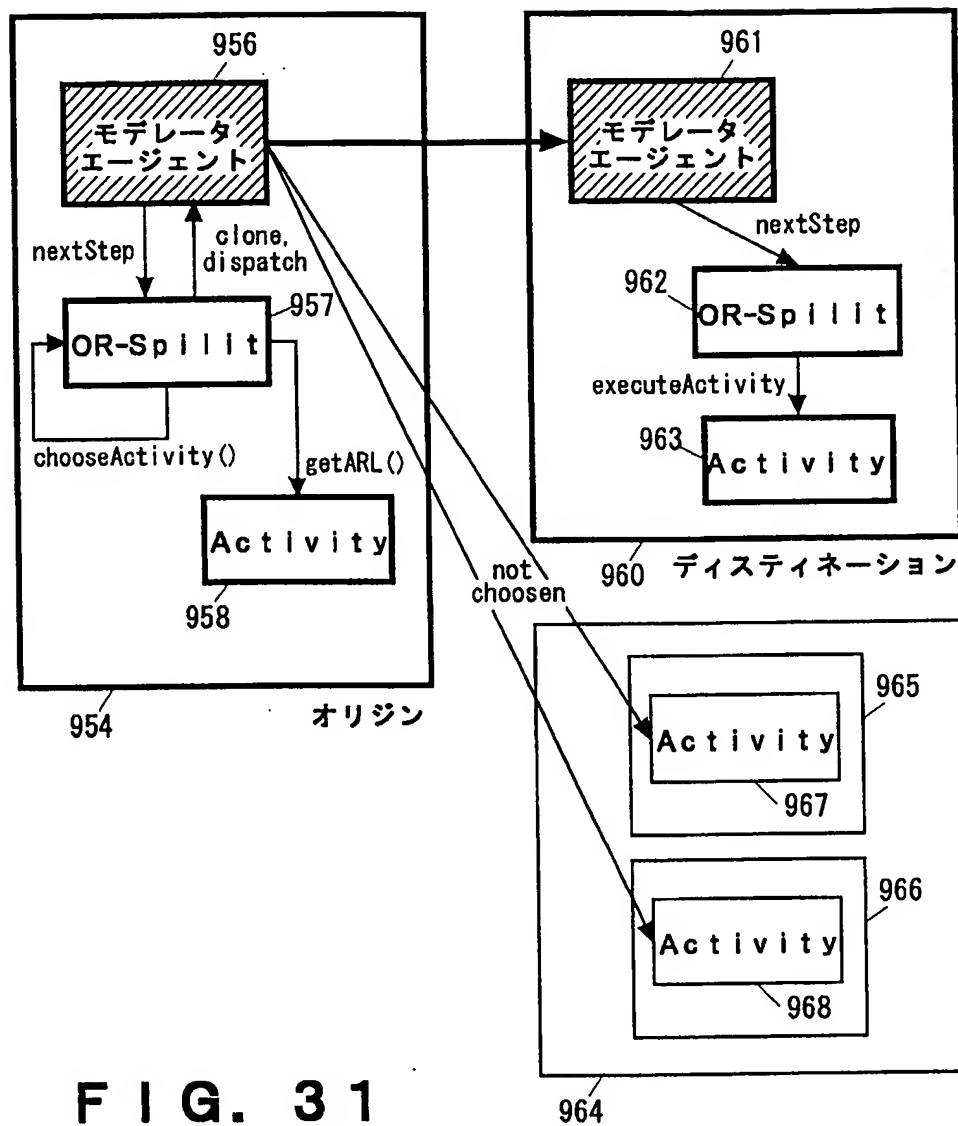 956
モデレータ
エージェント
nextStep
clone,
dispatch
957
OR-Spilit
chooseActivity()
getARL()
Activity
958
954
オリジン
961
モデレータ
エージェント
nextStep
962
OR-Spilit
executeActivity
963
Activity
960
ディスティネーション
not
choosen
965
Activity
967
966
Activity
968
964
FIG. 31